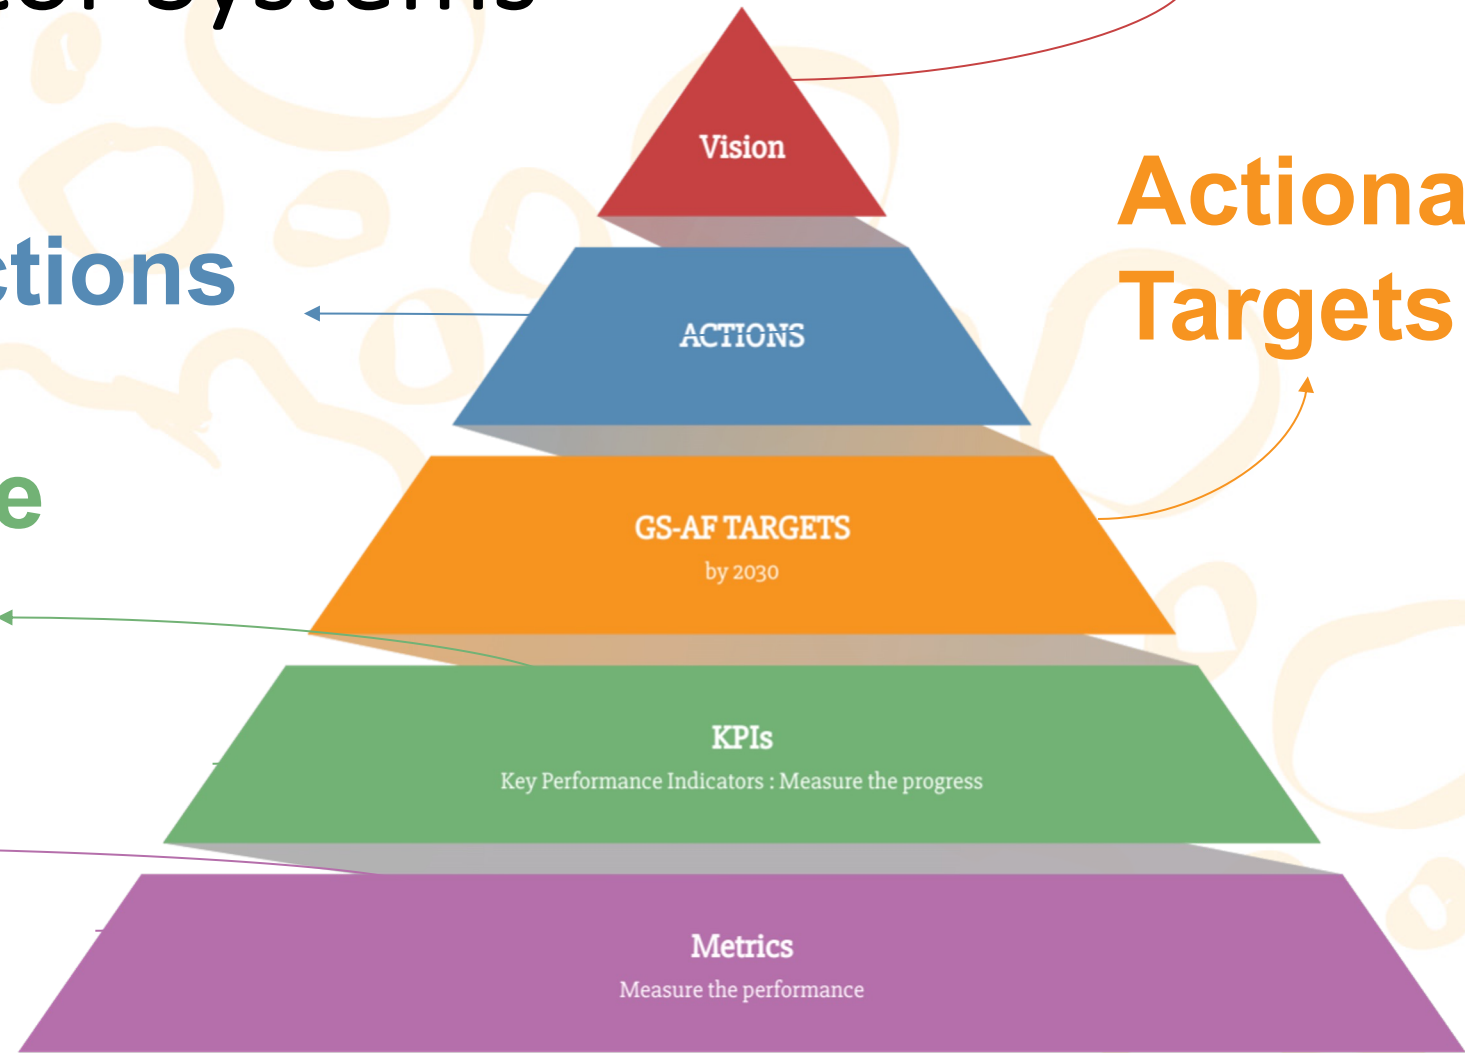 Systems
Vision
Targets
ACTIONS
GS-AF TARGETS
by 2030
KPIs
Key Performance Indicators : Measure the progress
Metrics
Measure the performance